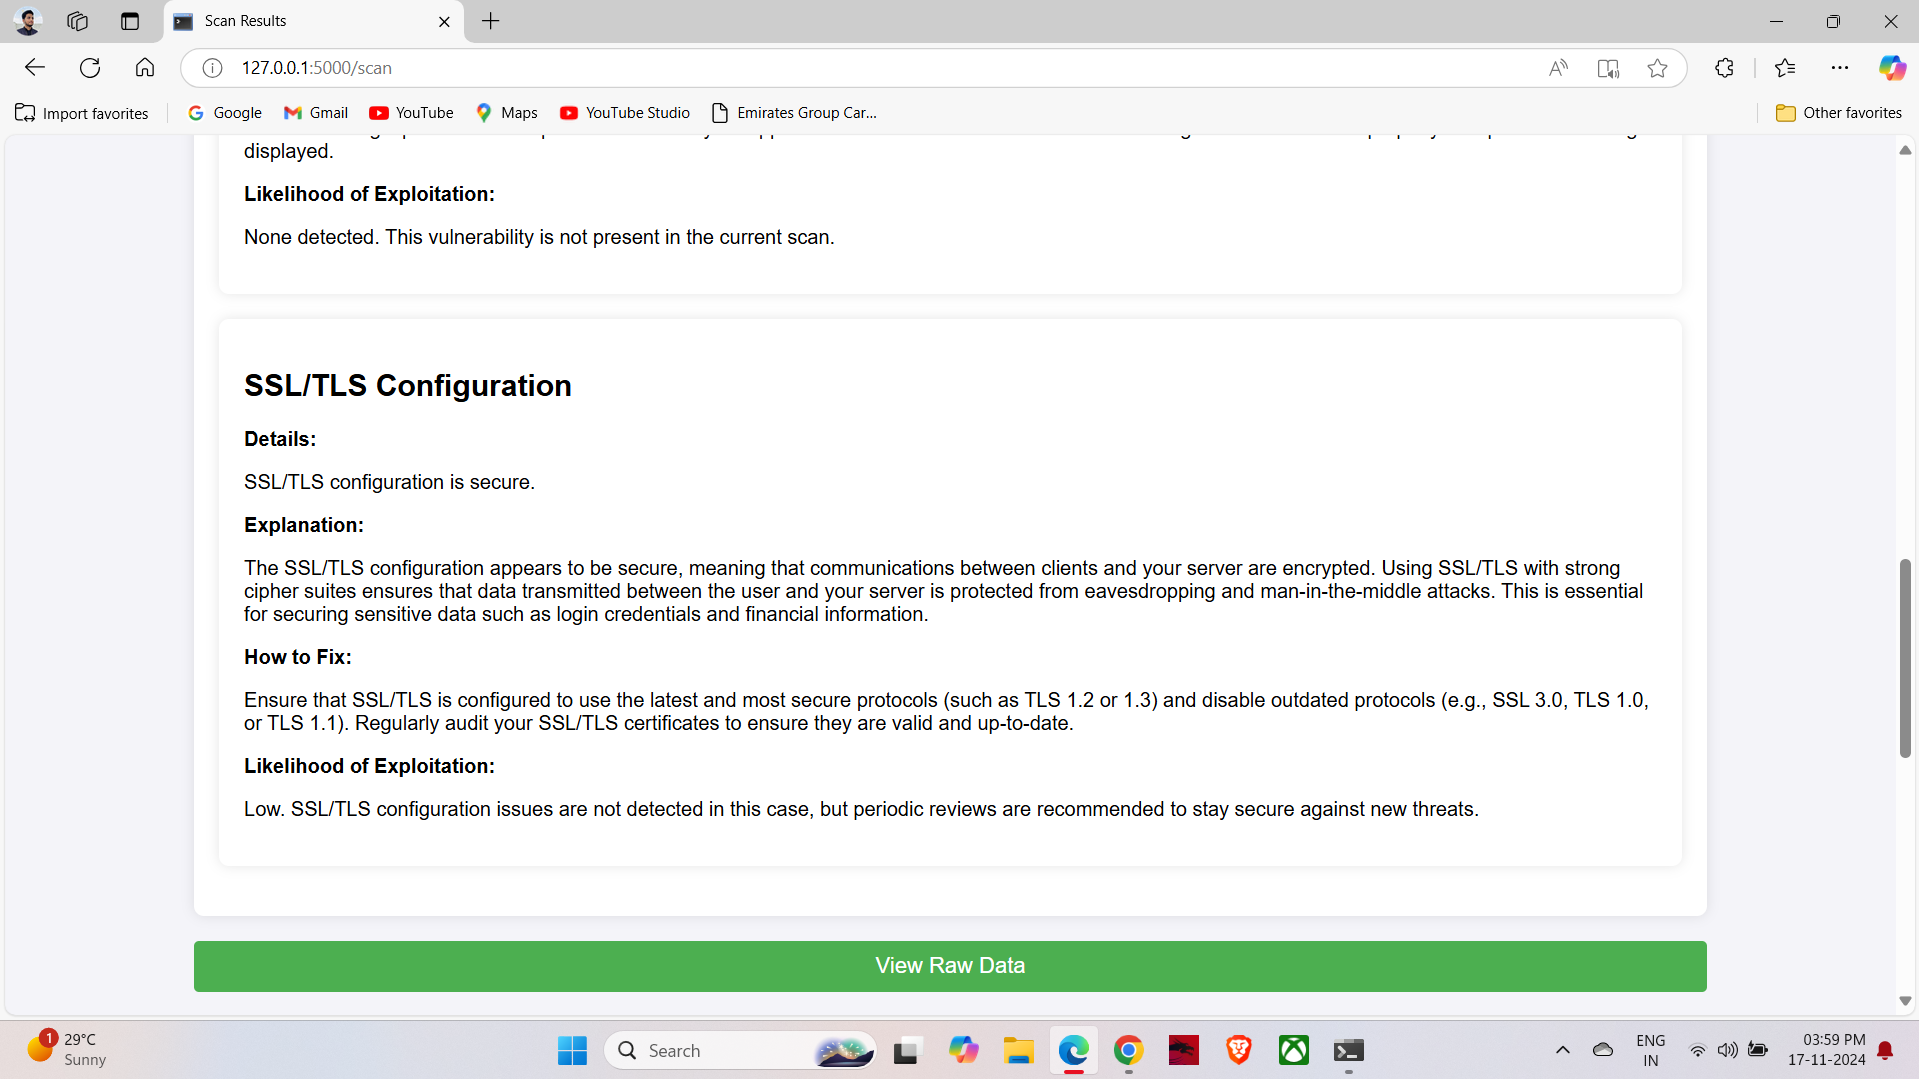 Scan Results
127.0.0.1:5000/scan
Import favorites
Google
Gmail
YouTube
Maps
YouTube Studio
Emirates Group Car...
Other favorites
displayed.
Likelihood of Exploitation:
None detected. This vulnerability is not present in the current scan.
SSL/TLS Configuration
Details:
SSL/TLS configuration is secure.
Explanation:
The SSL/TLS configuration appears to be secure, meaning that communications between clients and your server are encrypted. Using SSL/TLS with strong
cipher suites ensures that data transmitted between the user and your server is protected from eavesdropping and man-in-the-middle attacks. This is essential
for securing sensitive data such as login credentials and financial information.
How to Fix:
Ensure that SSL/TLS is configured to use the latest and most secure protocols (such as TLS 1.2 or 1.3) and disable outdated protocols (e.g., SSL 3.0, TLS 1.0,
or TLS 1.1). Regularly audit your SSL/TLS certificates to ensure they are valid and up-to-date.
Likelihood of Exploitation:
Low. SSL/TLS configuration issues are not detected in this case, but periodic reviews are recommended to stay secure against new threats.
View Raw Data
1
29°C
Sunny
Search
ENG
IN
03:59 PM
17-11-2024